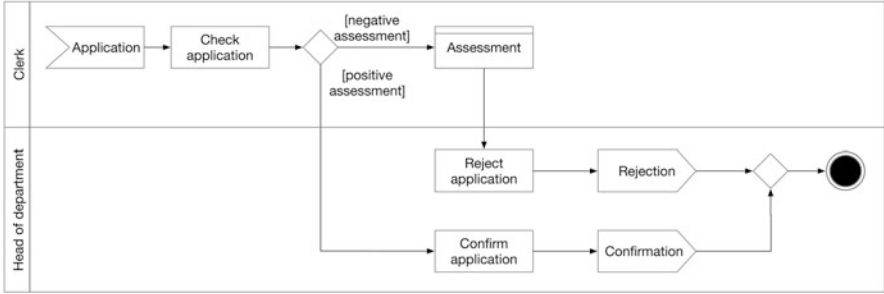 Clerk
Application
Check
application
[negative
assessment]
[positive
assessment]
Assessment
Head of department
Reject
application
Rejection
Confirm
application
Confirmation